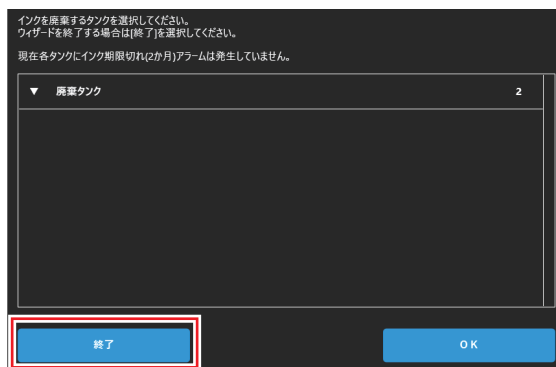 インクを廃棄するタンクを選択してください。
ウィザードを終了する場合は[終了]を選択してください。
現在各タンクにインク期限切れ(2か月)アラームは発生していません。
▼ 廃棄タンク 2
終了 OK